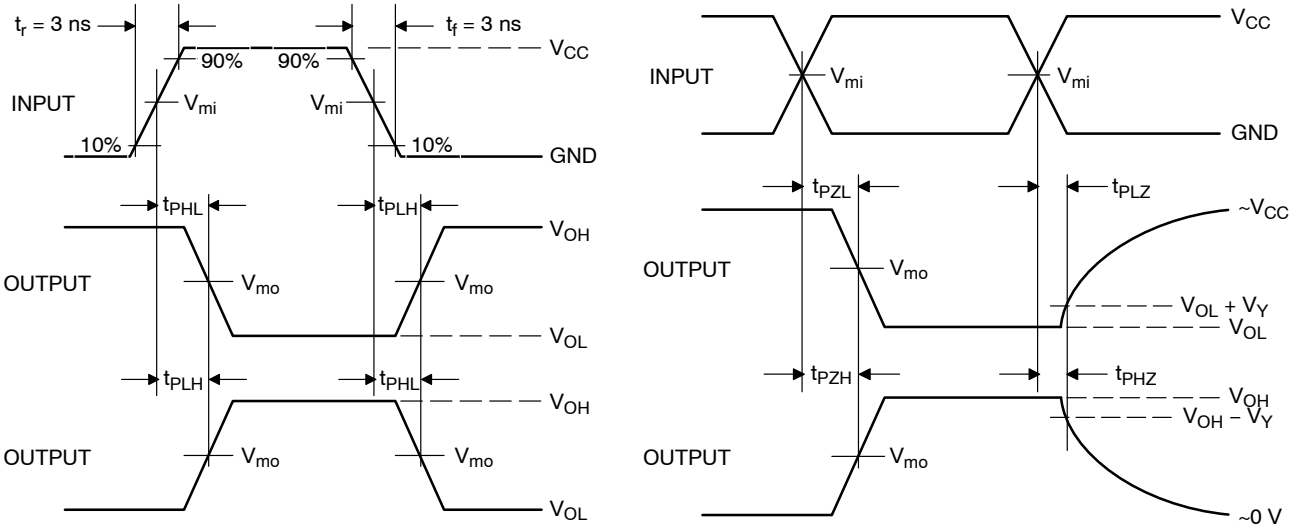 tr = 3 ns
tf = 3 ns
VCC
90%
90%
INPUT
Vmi
Vmi
10%
10%
GND
tPHL
tPLH
VOH
OUTPUT
Vmo
Vmo
VOL
tPLH
tPHL
VOH
OUTPUT
Vmo
Vmo
VOL
VCC
INPUT
Vmi
Vmi
GND
tPZL
tPLZ
~VCC
OUTPUT
Vmo
VOL + VY
VOL
tPZH
tPHZ
VOH
VOH – VY
OUTPUT
Vmo
~0 V